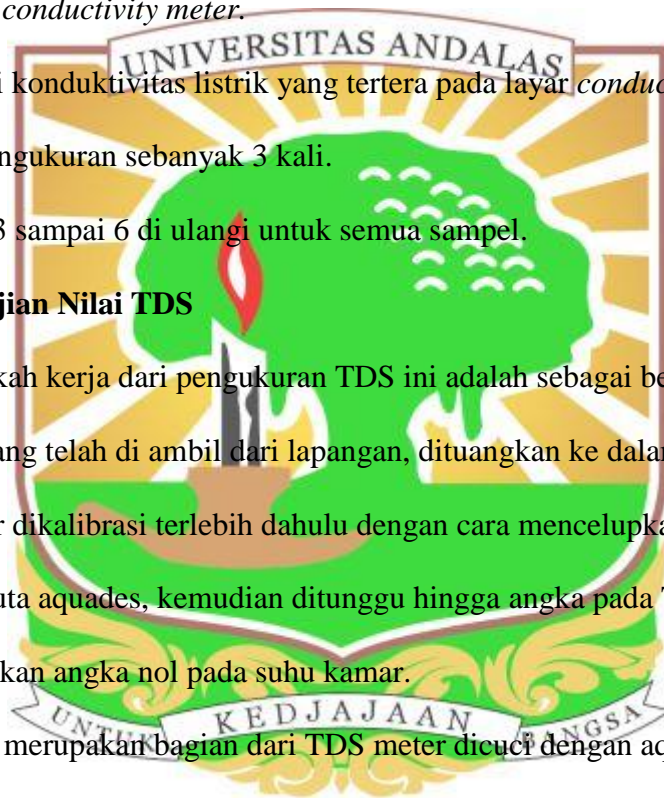 conductivity meter.
UNIVERSITAS ANDALAS
i konduktivitas listrik yang tertera pada layar conduc
ngukuran sebanyak 3 kali.
3 sampai 6 di ulangi untuk semua sampel.
jian Nilai TDS
kah kerja dari pengukuran TDS ini adalah sebagai be
ang telah di ambil dari lapangan, dituangkan ke dalam
r dikalibrasi terlebih dahulu dengan cara mencelupka
uta aquades, kemudian ditunggu hingga angka pada T
kan angka nol pada suhu kamar.
UNTUK KEDJAJAAN BANGSA
merupakan bagian dari TDS meter dicuci dengan aq